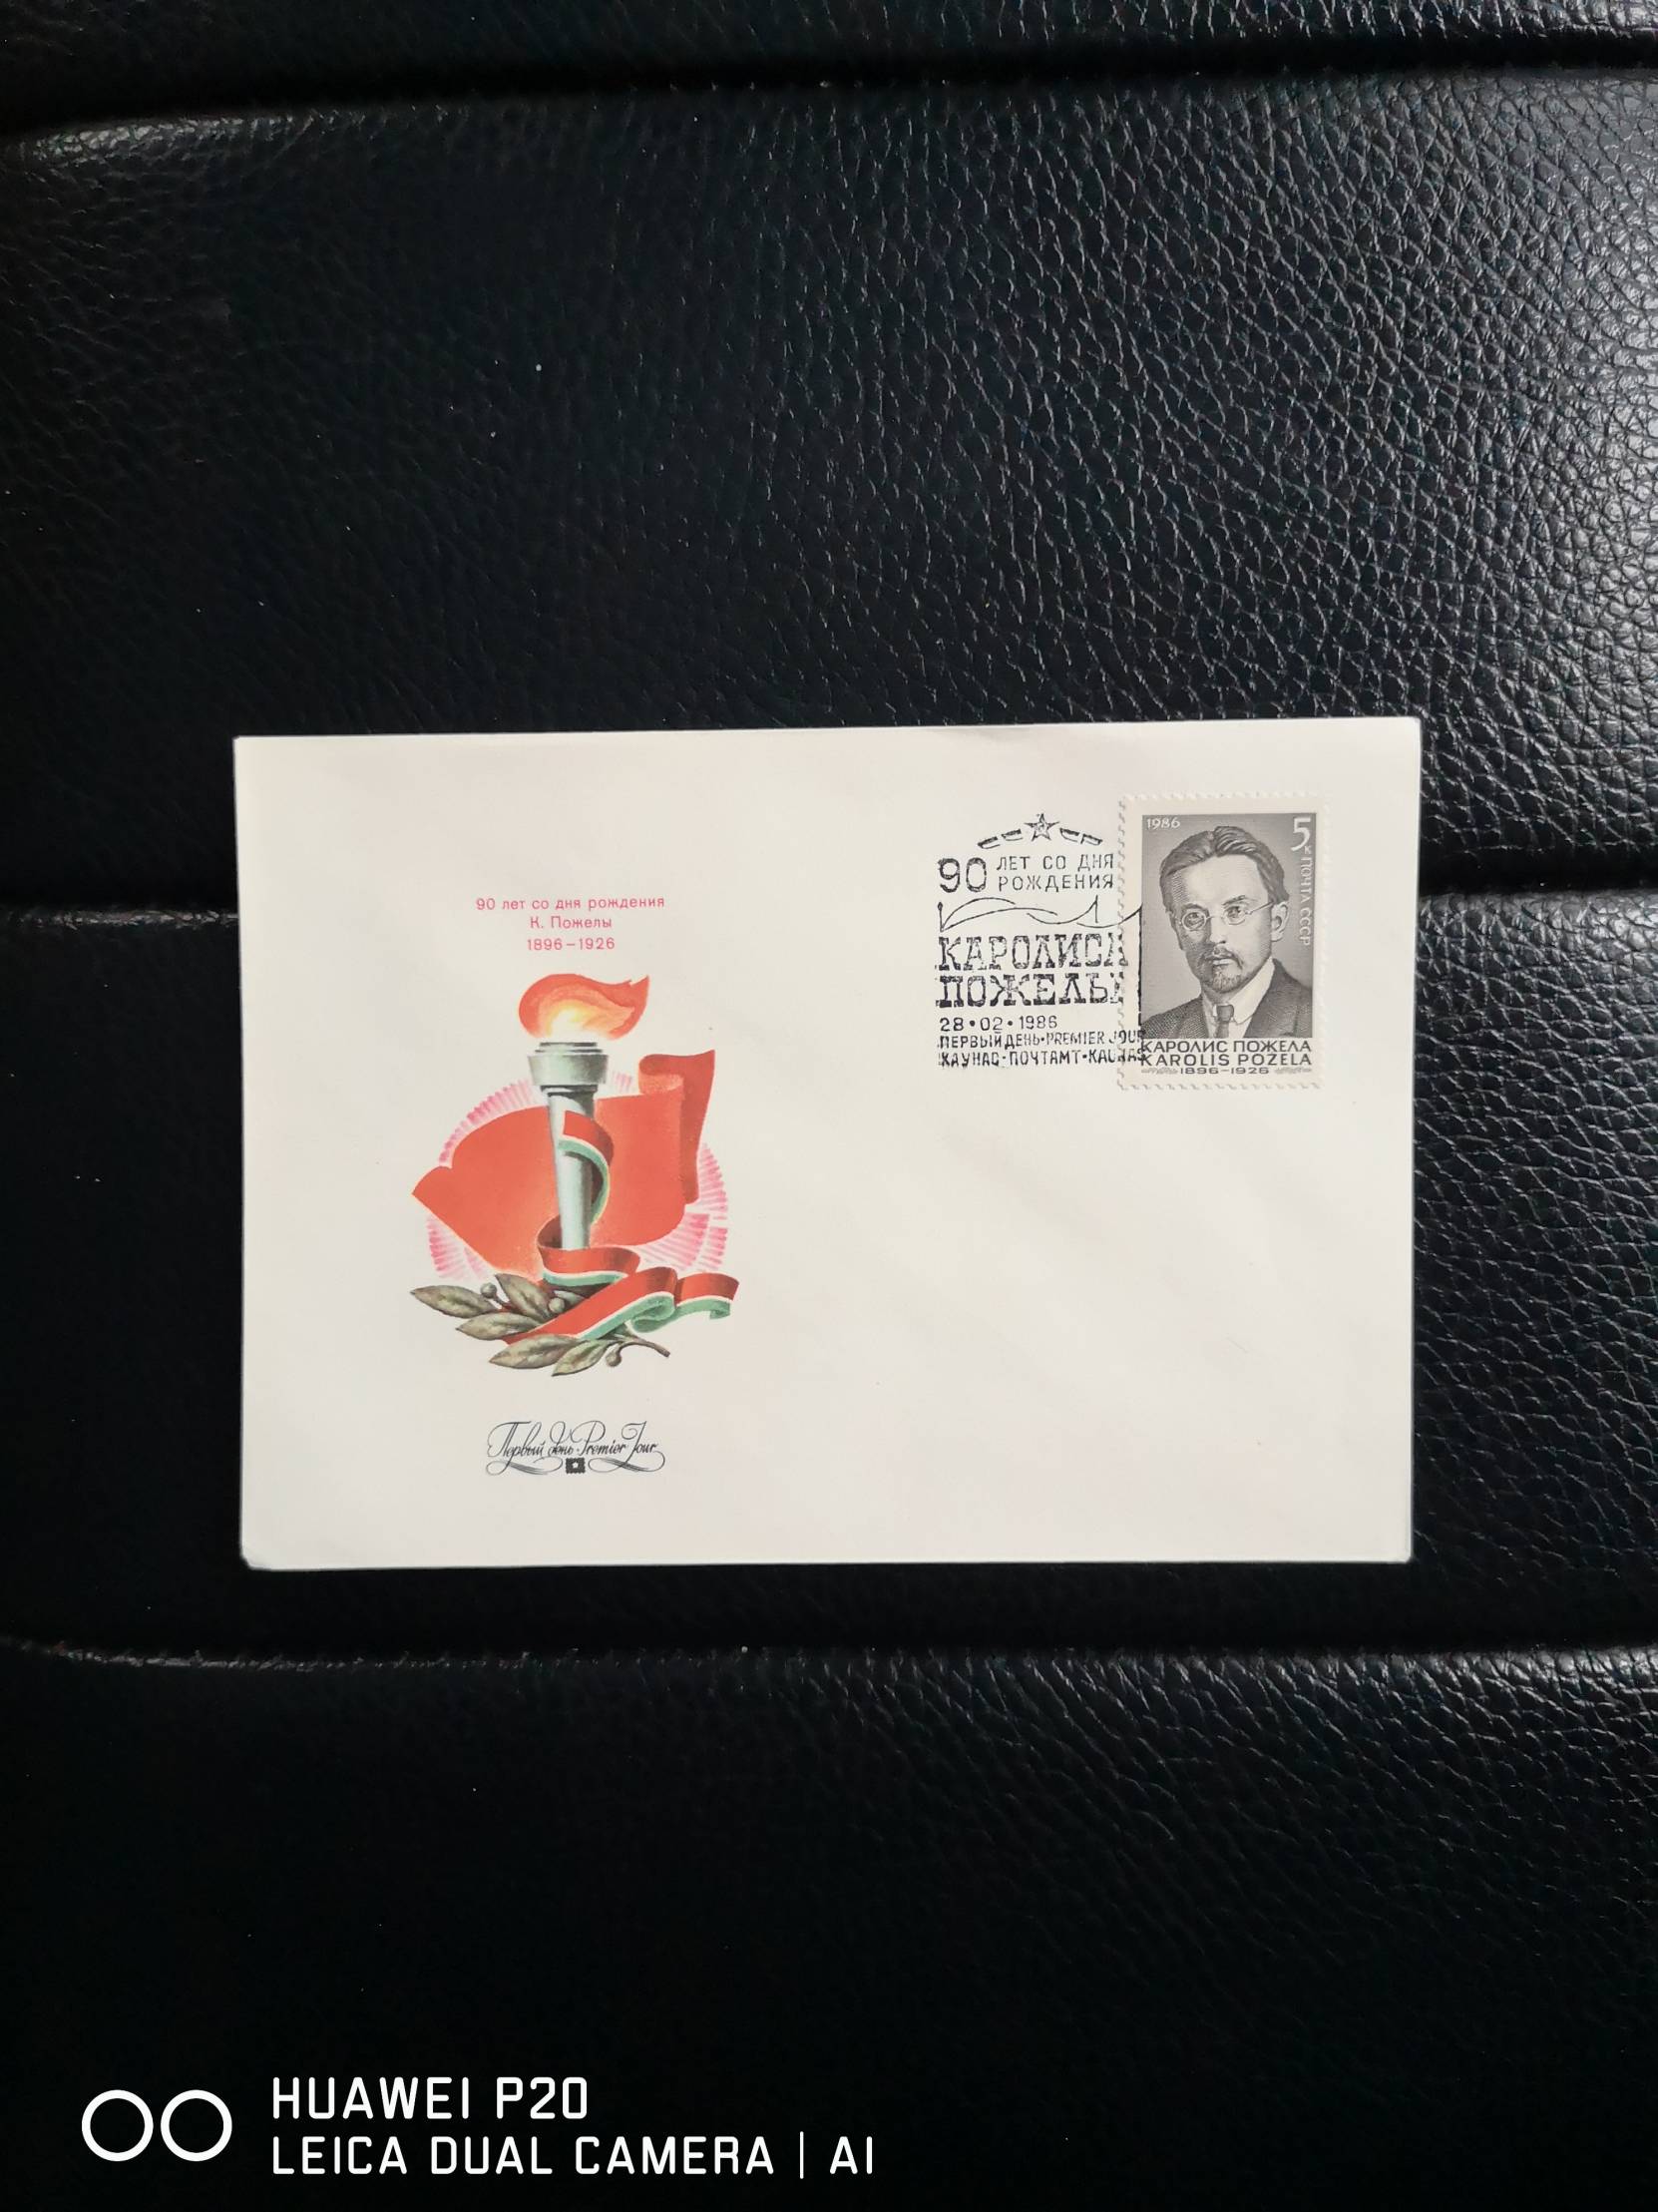 90 лет со дня рождения
К. Пожелы
1896–1926
Первый день · Premier Jour
90 ЛЕТ СО ДНЯ
РОЖДЕНИЯ
КАРОЛИСА
ПОЖЕЛЫ
28•02•1986
ПЕРВЫЙ ДЕНЬ•PREMIER JOUR
КАУНАС•ПОЧТАМТ•KAUNAS
1986
5к ПОЧТА СССР
КАРОЛИС ПОЖЕЛА
KAROLIS POŽELA
1896–1926
HUAWEI P20
LEICA DUAL CAMERA | AI